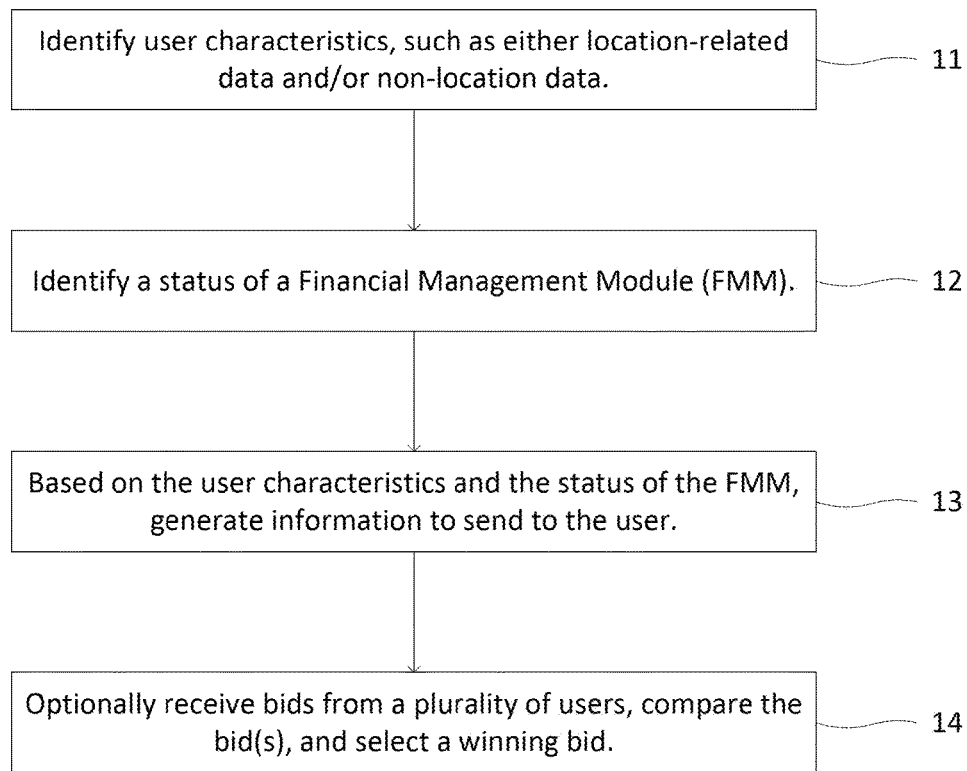 Identify user characteristics, such as either location-related
data and/or non-location data.
11
Identify a status of a Financial Management Module (FMM).
12
Based on the user characteristics and the status of the FMM,
generate information to send to the user.
13
Optionally receive bids from a plurality of users, compare the
bid(s), and select a winning bid.
14